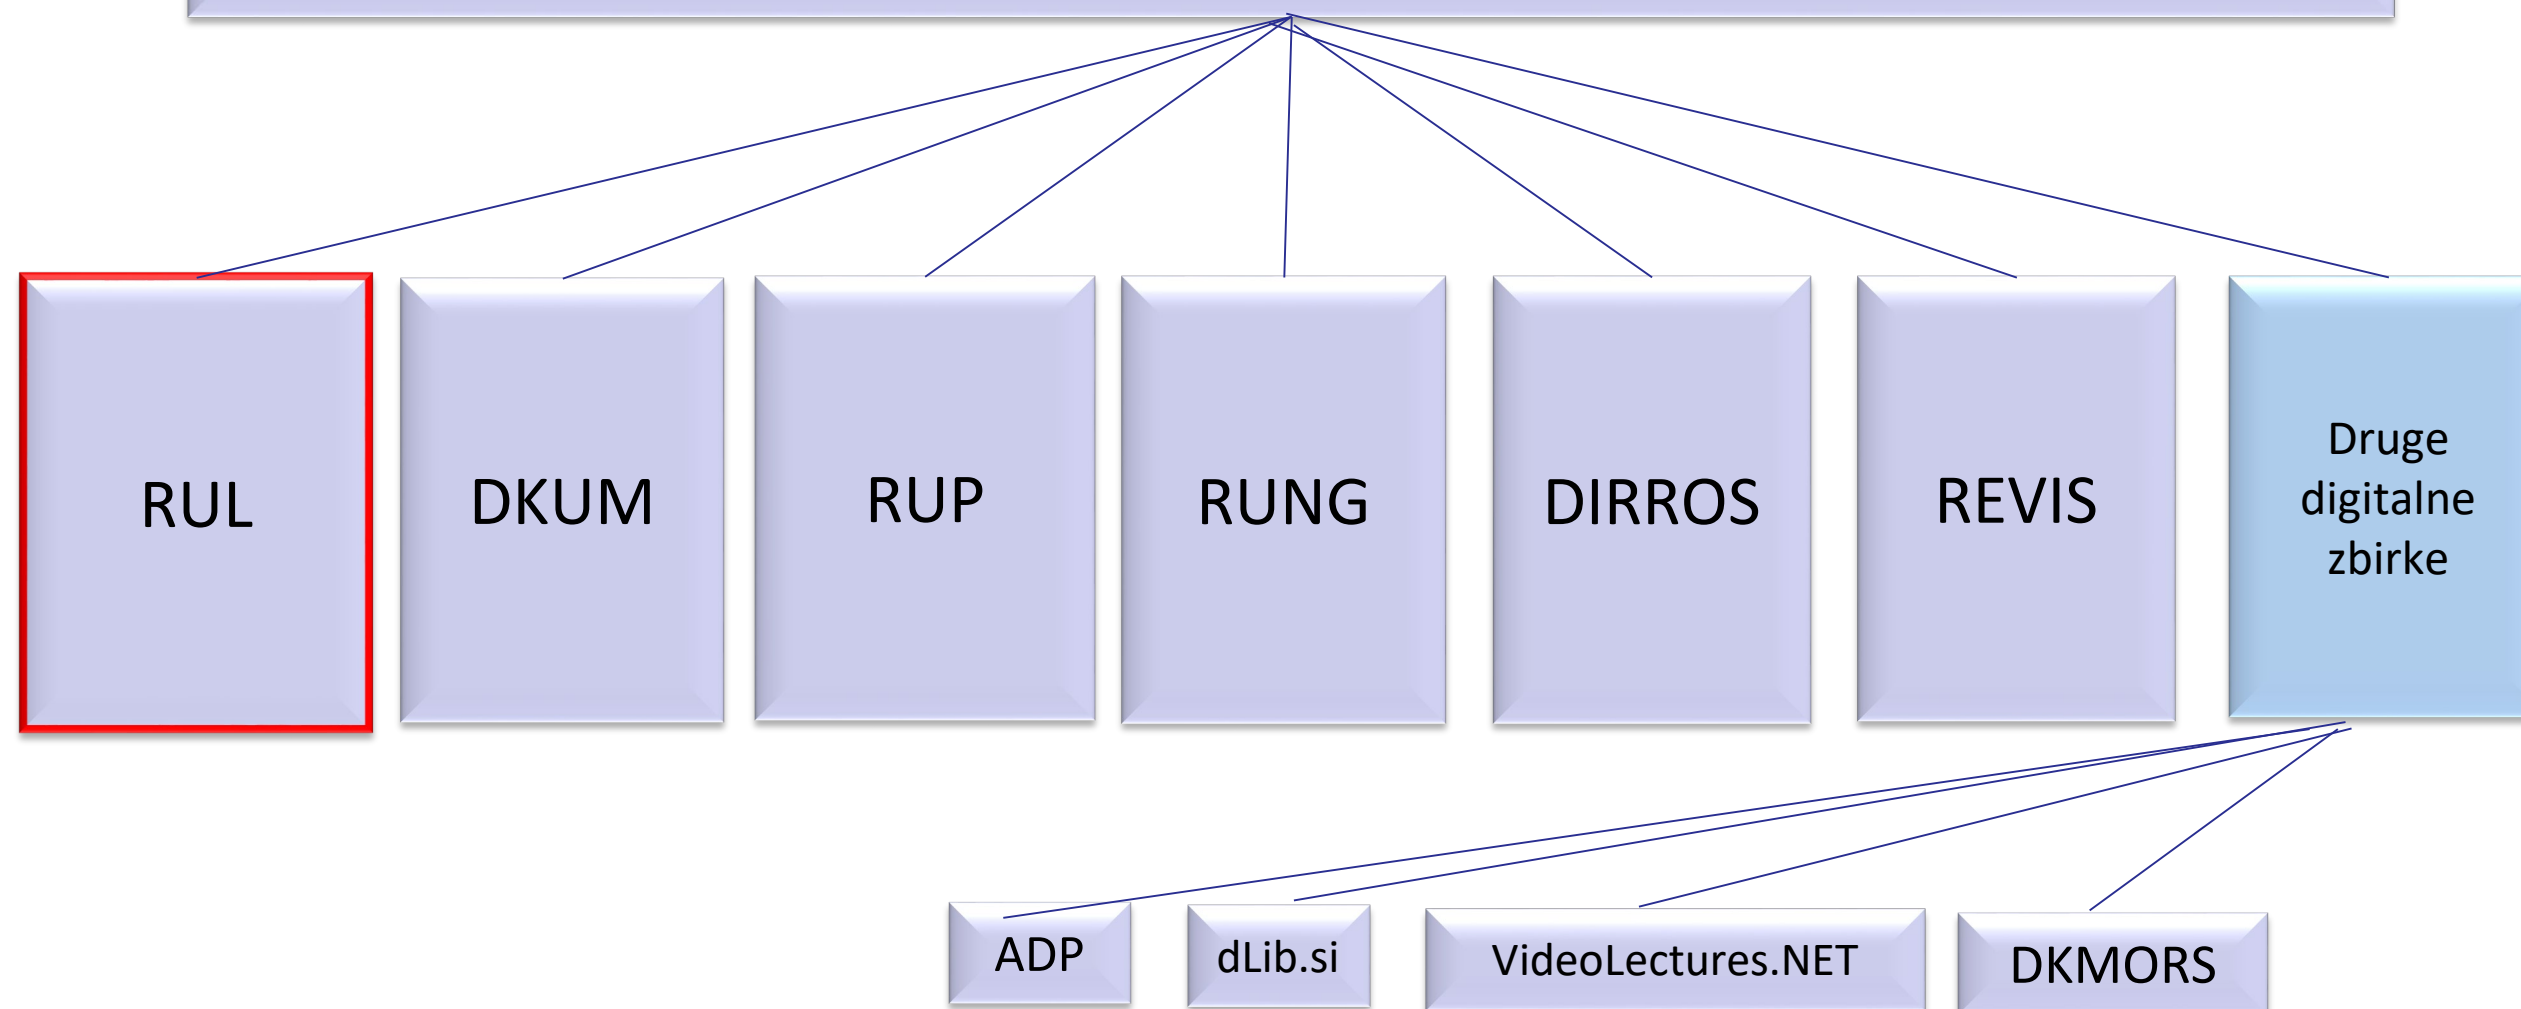 RUL
DKUM
RUP
RUNG
DIRROS
REVIS
Druge
digitalne
zbirke
ADP
dLib.si
VideoLectures.NET
DKMORS